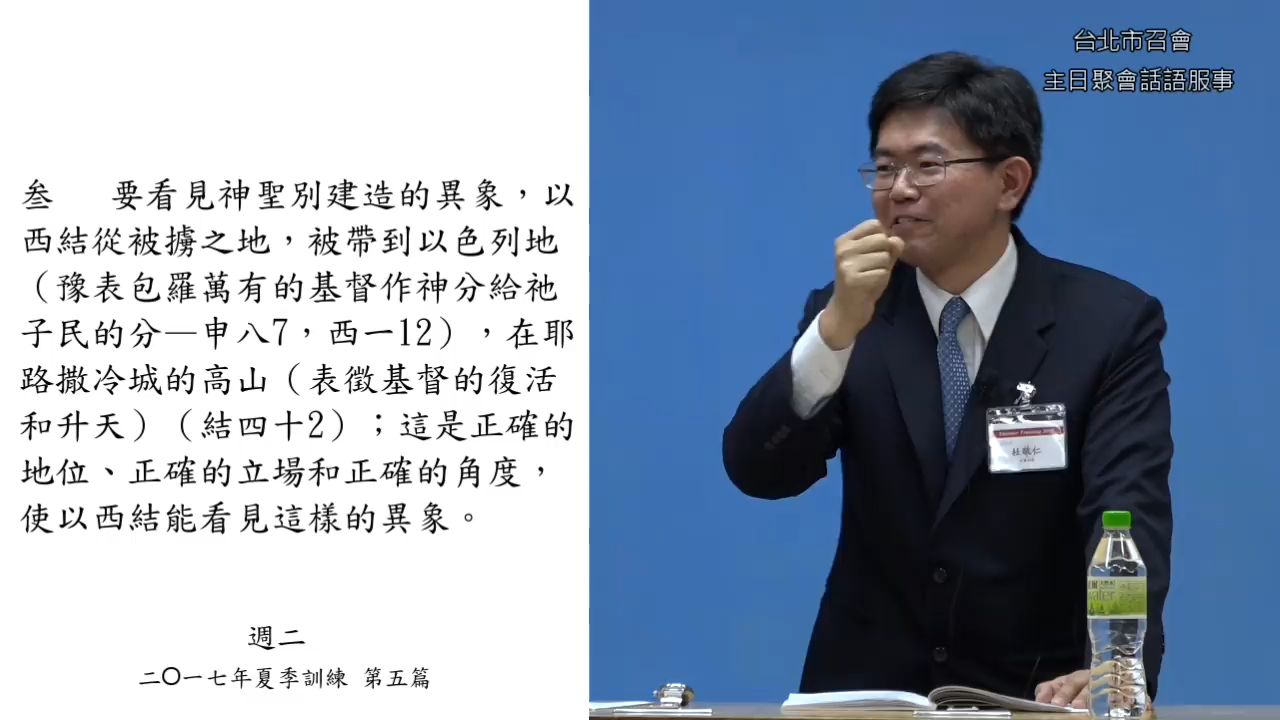 叁　要看見神聖別建造的異象，以
西結從被擄之地，被帶到以色列地
（豫表包羅萬有的基督作神分給祂
子民的分—申八7，西一12），在耶
路撒冷城的高山（表徵基督的復活
和升天）（結四十2）；這是正確的
地位、正確的立場和正確的角度，
使以西結能看見這樣的異象。
週二
二〇一七年夏季訓練 第五篇
台北市召會
主日聚會話語服事
杜敬仁